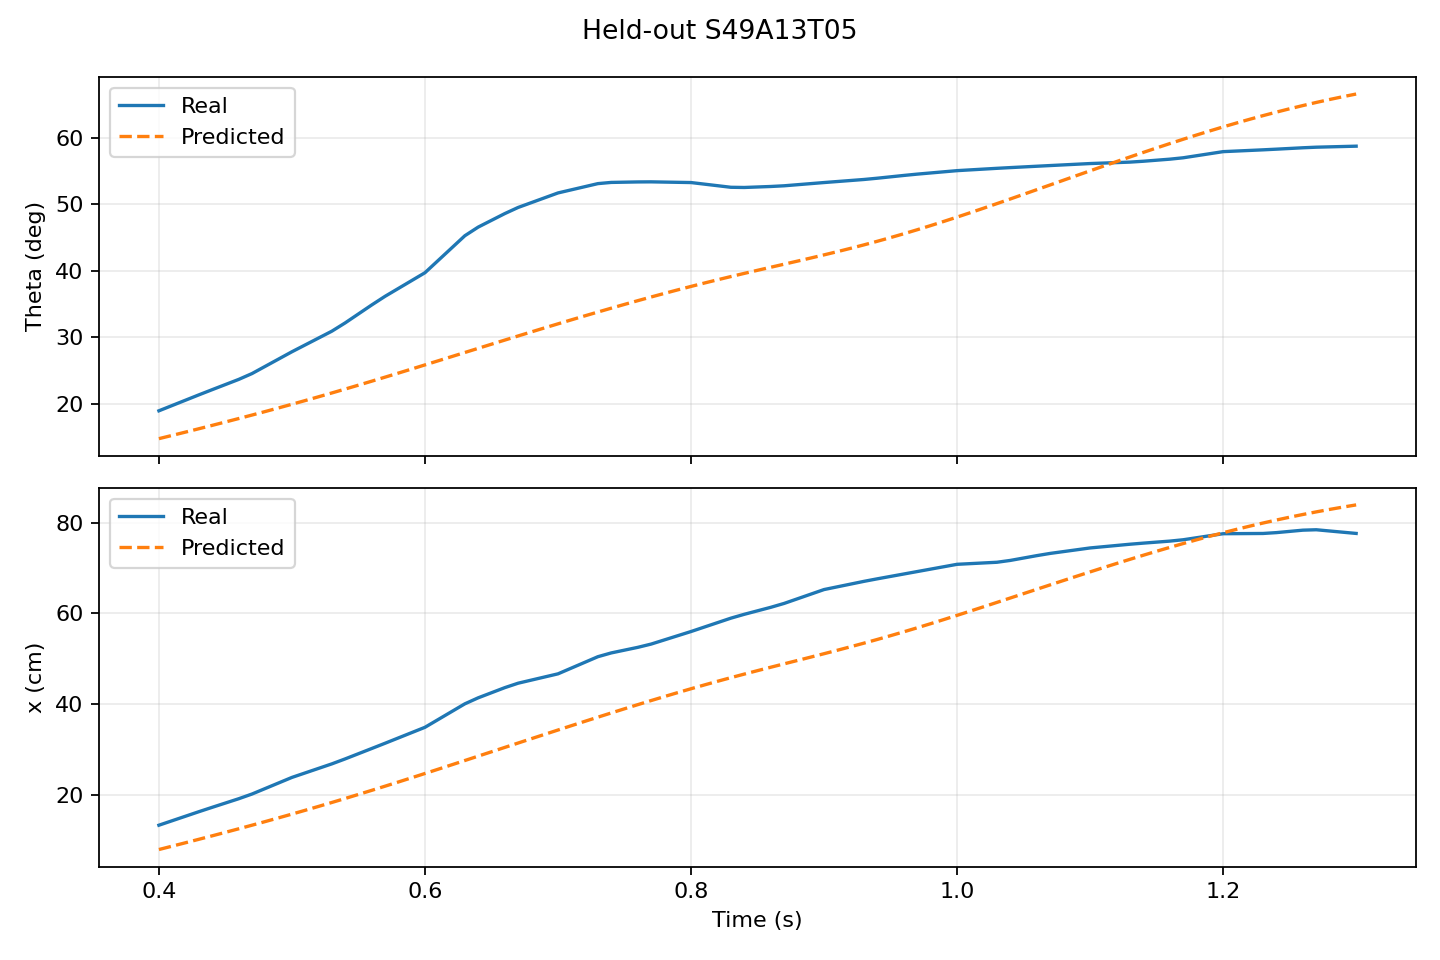 Held-out S49A13T05
Real
Predicted
Theta (deg)
60
50
40
30
20
Real
Predicted
x (cm)
80
60
40
20
0.4 0.6 0.8 1.0 1.2
Time (s)